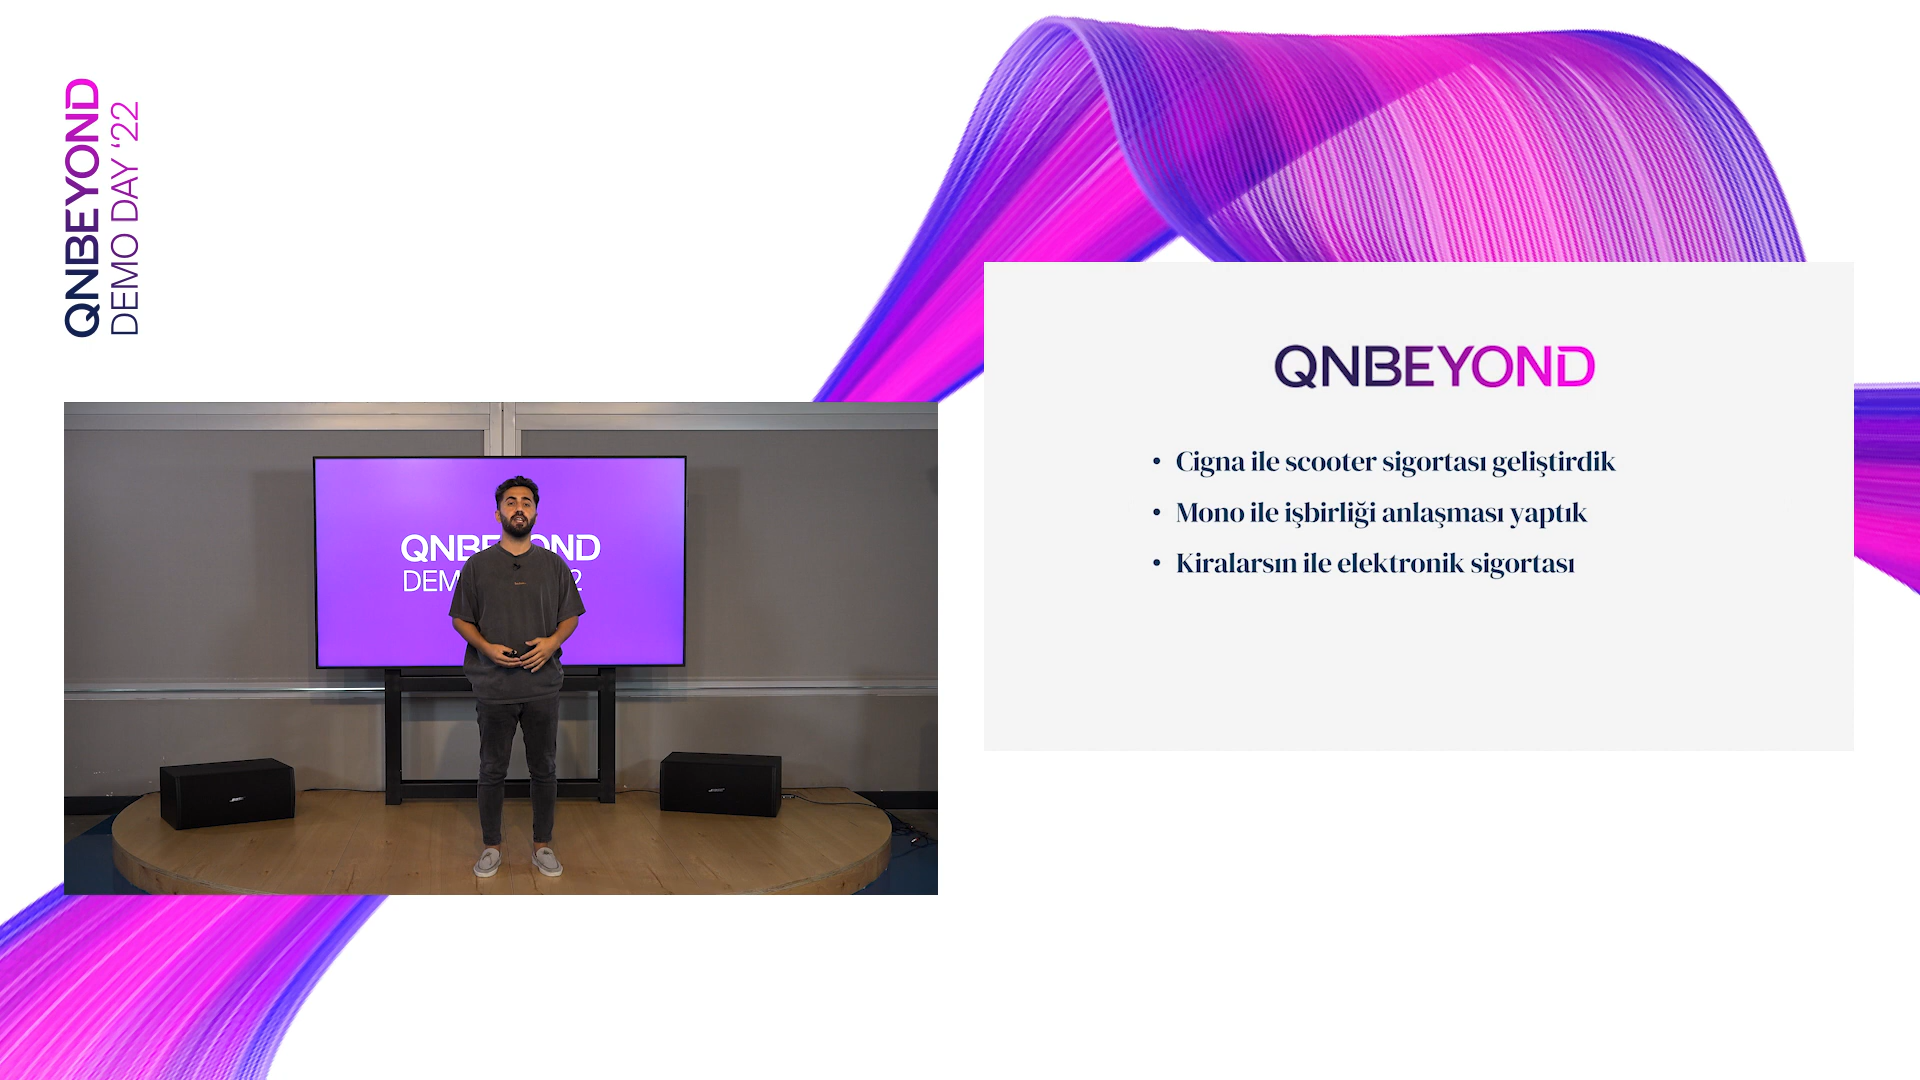 QNBEYOND
DEMO DAY ‘22
QNBEYOND
• Cigna ile scooter sigortası geliştirdik
• Mono ile işbirliği anlaşması yaptık
• Kiralarsın ile elektronik sigortası